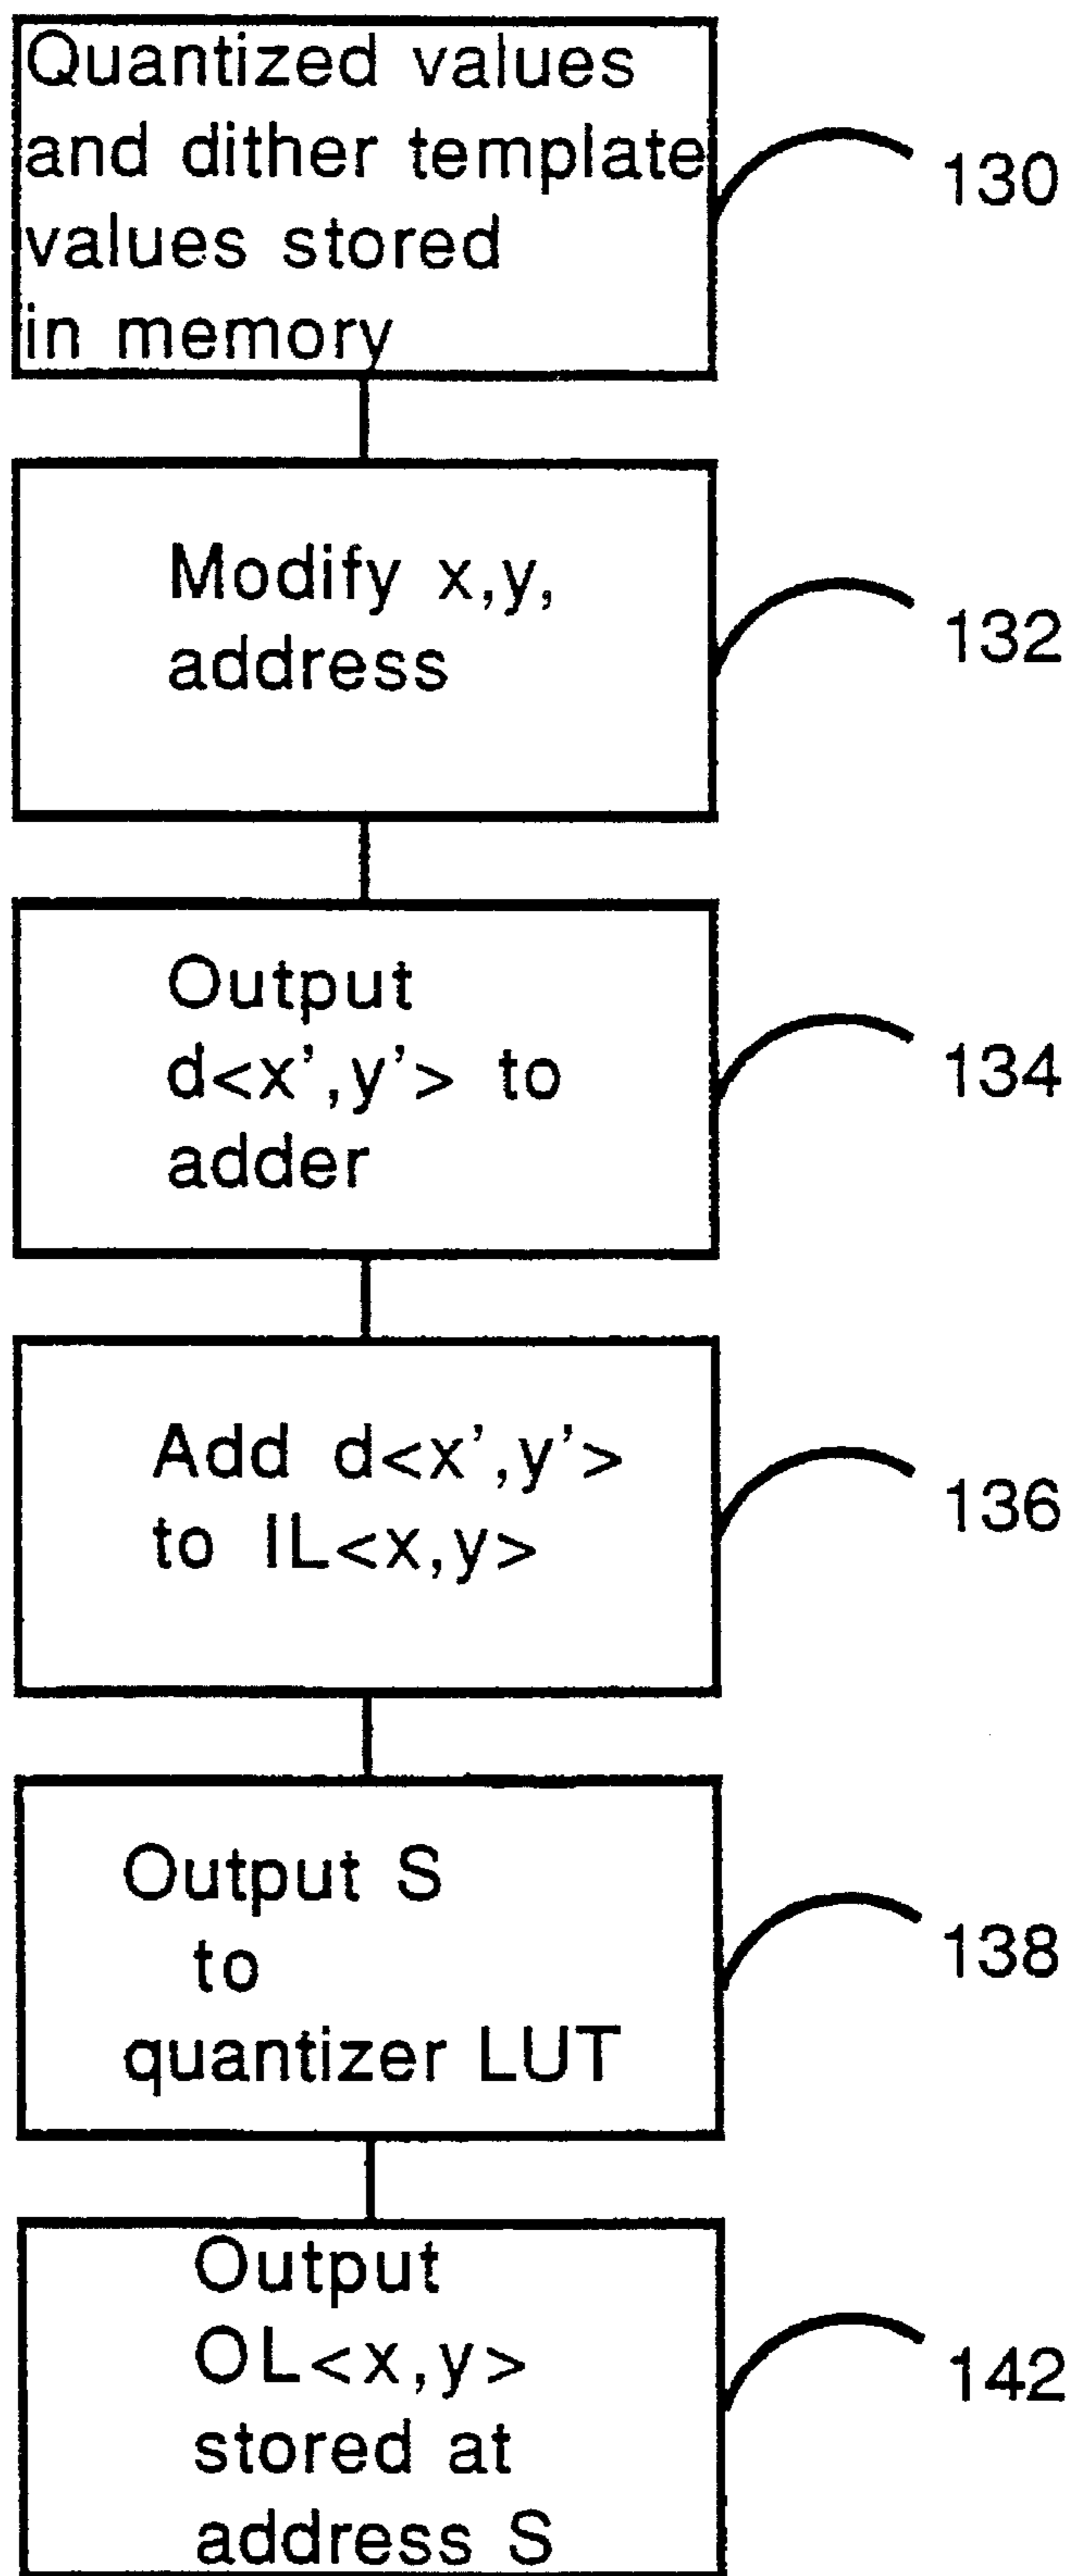 Quantized values
and dither template
values stored
in memory
130
Modify x,y,
address
132
Output
d<x',y'> to
adder
134
Add d<x',y'>
to IL<x,y>
136
Output S
to
quantizer LUT
138
Output
OL<x,y>
stored at
address S
142